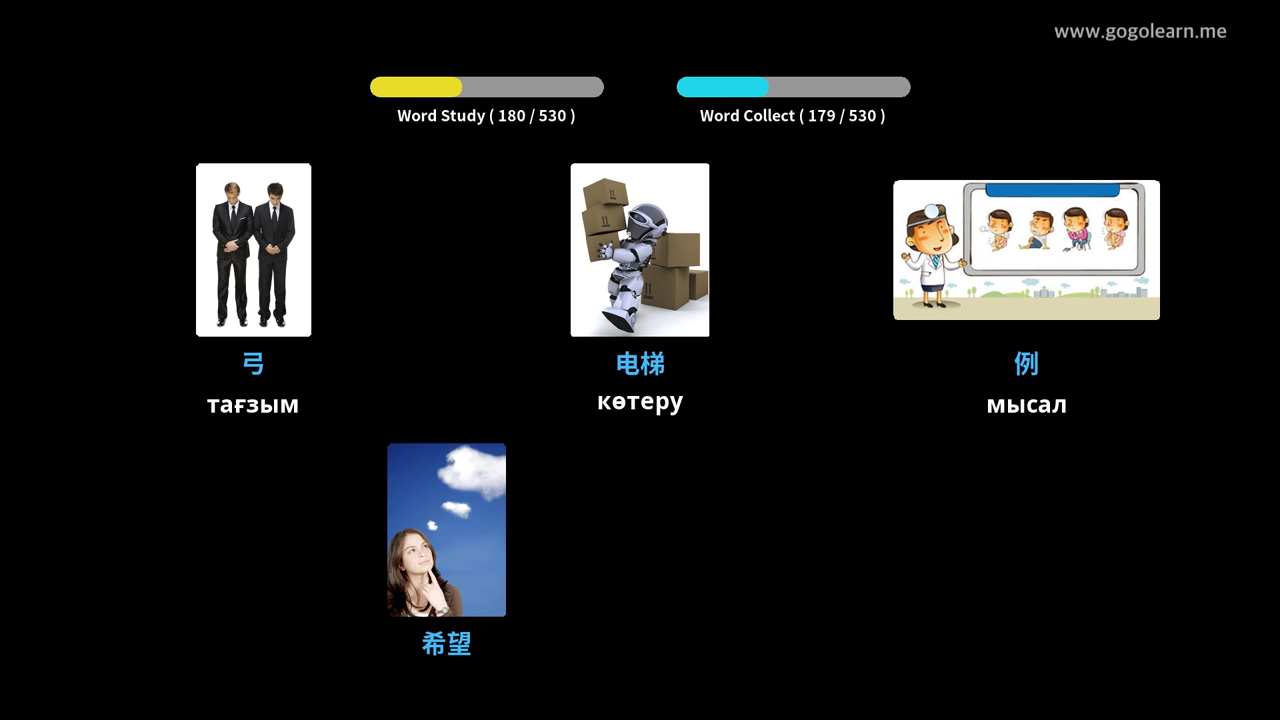 www.gogolearn.me
Word Study ( 180 / 530 )
Word Collect ( 179 / 530 )
弓
电梯
例
тағзым
көтеру
мысал
希望